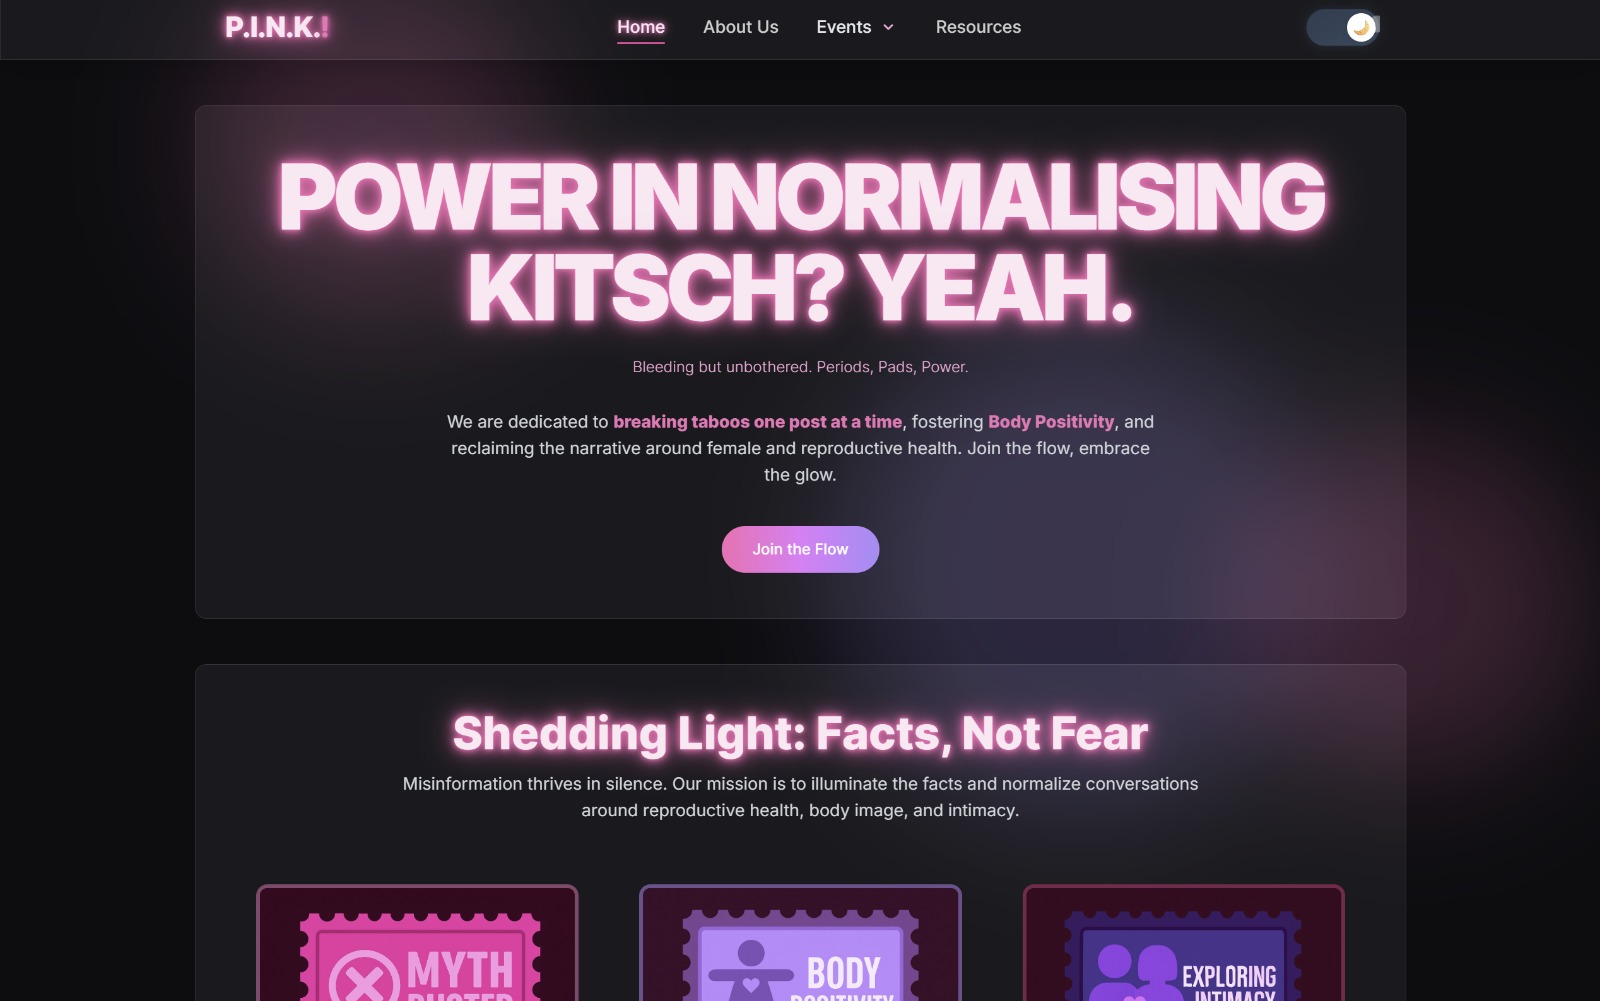 P.I.N.K.!
Home
About Us
Events
Resources
POWER IN NORMALISING
KITSCH? YEAH.
Bleeding but unbothered. Periods, Pads, Power.
We are dedicated to breaking taboos one post at a time, fostering Body Positivity, and
reclaiming the narrative around female and reproductive health. Join the flow, embrace
the glow.
Join the Flow
Shedding Light: Facts, Not Fear
Misinformation thrives in silence. Our mission is to illuminate the facts and normalize conversations
around reproductive health, body image, and intimacy.
MYTH
BUSTER
BODY
POSITIVITY
EXPLORING
INTIMACY